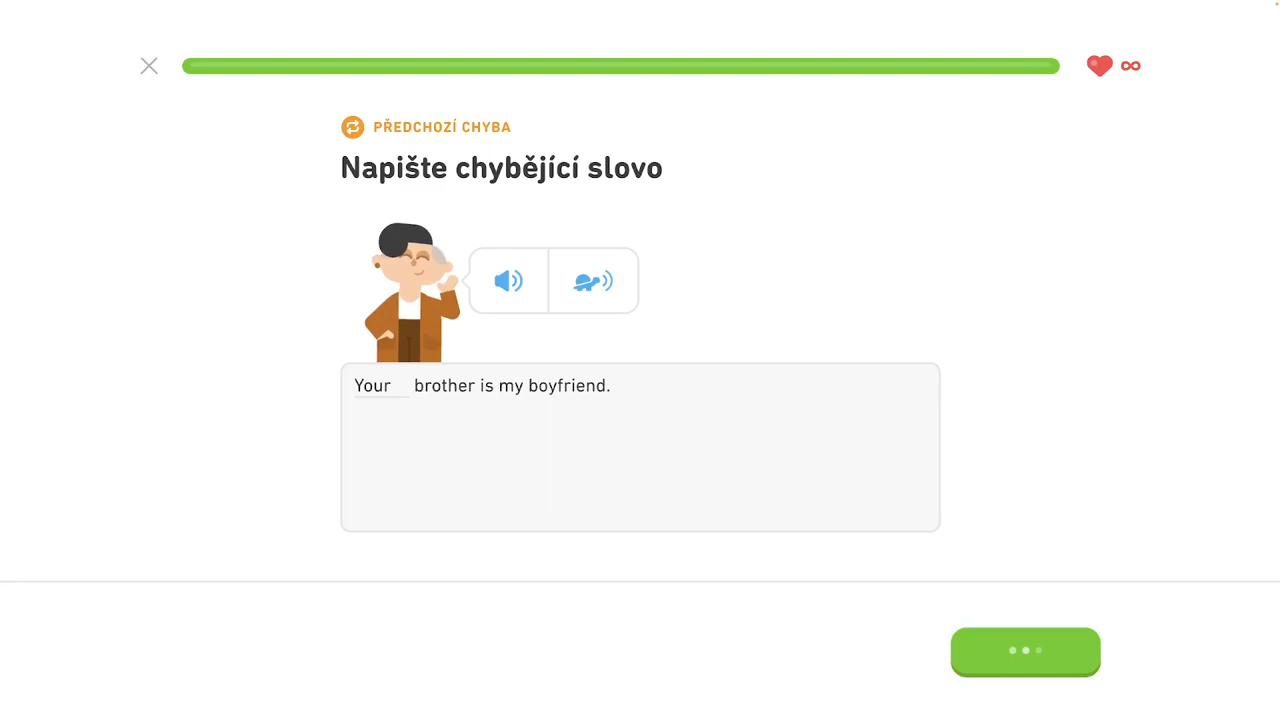 PŘEDCHOZÍ CHYBA
Napište chybějící slovo
Your brother is my boyfriend.